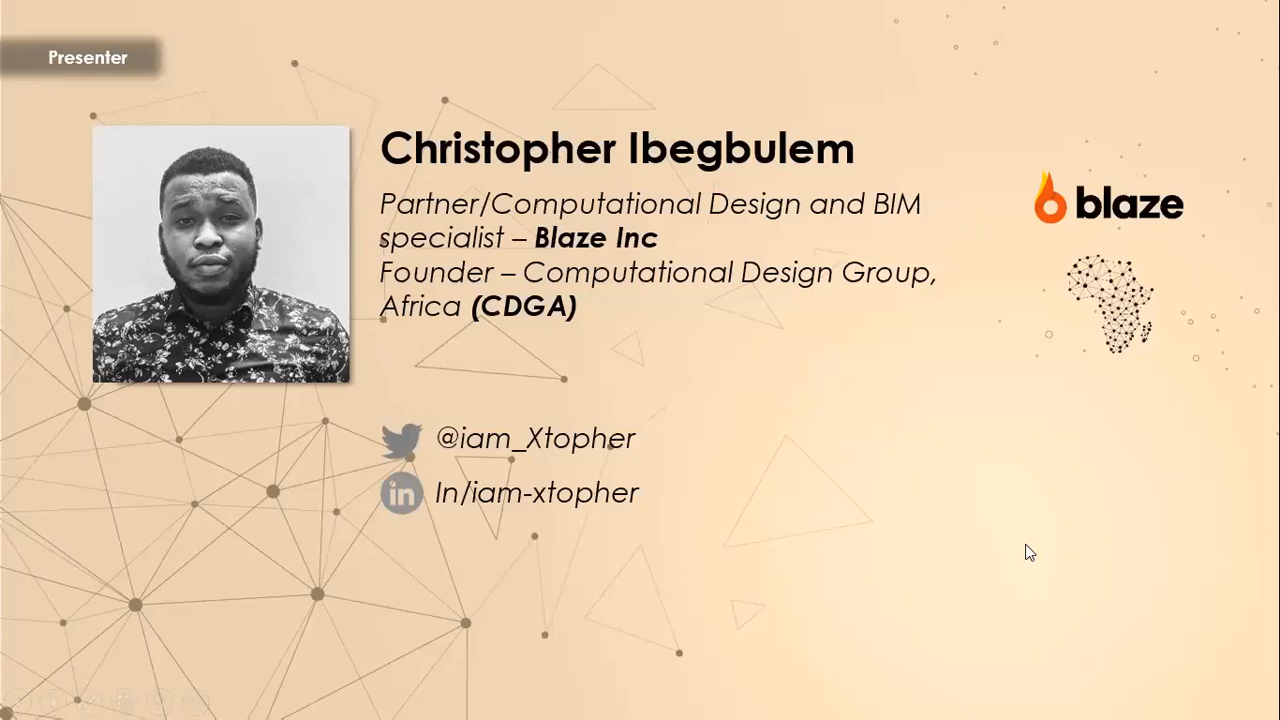 Presenter
Christopher Ibegbulem
Partner/Computational Design and BIM
specialist – Blaze Inc
Founder – Computational Design Group,
Africa (CDGA)
blaze
@iam_Xtopher
in
In/iam-xtopher